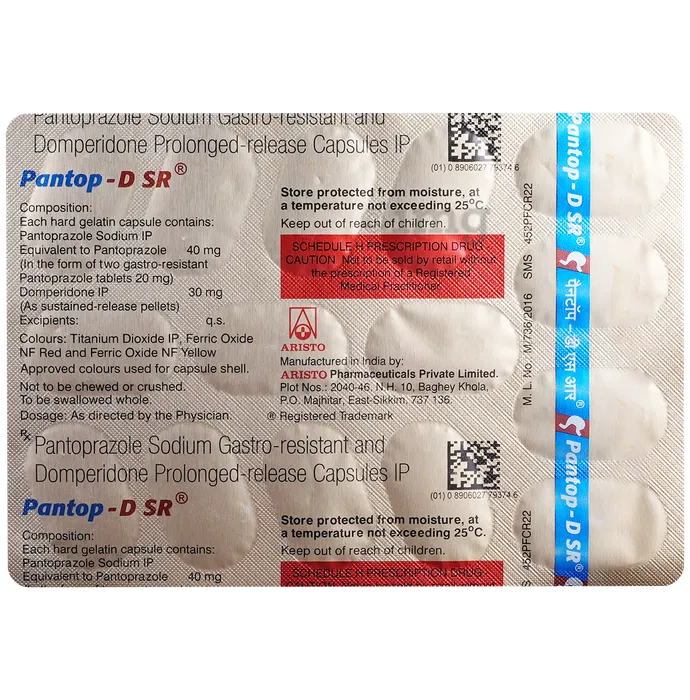 Pantoprazole Sodium Gastro-resistant and
Domperidone Prolonged-release Capsules IP
Pantop - D SR®
Composition:
Each hard gelatin capsule contains:
Pantoprazole Sodium IP
Equivalent to Pantoprazole 40 mg
(In the form of two gastro-resistant
Pantoprazole tablets 20 mg)
Domperidone IP 30 mg
(As sustained-release pellets)
Excipients: q.s.
Colours: Titanium Dioxide IP, Ferric Oxide
NF Red and Ferric Oxide NF Yellow
Approved colours used for capsule shell.
Not to be chewed or crushed.
To be swallowed whole.
Dosage: As directed by the Physician.
(01) 0 8906027 79374 6
Store protected from moisture, at
a temperature not exceeding 25°C.
Keep out of reach of children.
SCHEDULE H PRESCRIPTION DRUG -
CAUTION Not to be sold by retail without
the prescription of a Registered
Medical Practitioner.
ARISTO
Manufactured in India by:
ARISTO Pharmaceuticals Private Limited.
Plot Nos.: 2040-46, N.H. 10, Baghey Khola,
P.O. Majhitar, East-Sikkim, 737 136.
® Registered Trademark
M. L. No.: M/736/2016 SMS 452PFCR22
Pantop - D SR®
पेनटॉप - डी एस आर
Pantop - D SR®
Rx Pantoprazole Sodium Gastro-resistant and
Domperidone Prolonged-release Capsules IP
Pantop - D SR®
Composition:
Each hard gelatin capsule contains:
Pantoprazole Sodium IP
Equivalent to Pantoprazole 40 mg
(01) 0 8906027 79374 6
Store protected from moisture, at
a temperature not exceeding 25°C.
Keep out of reach of children.
SCHEDULE H PRESCRIPTION DRUG -
SMS 452PFCR22